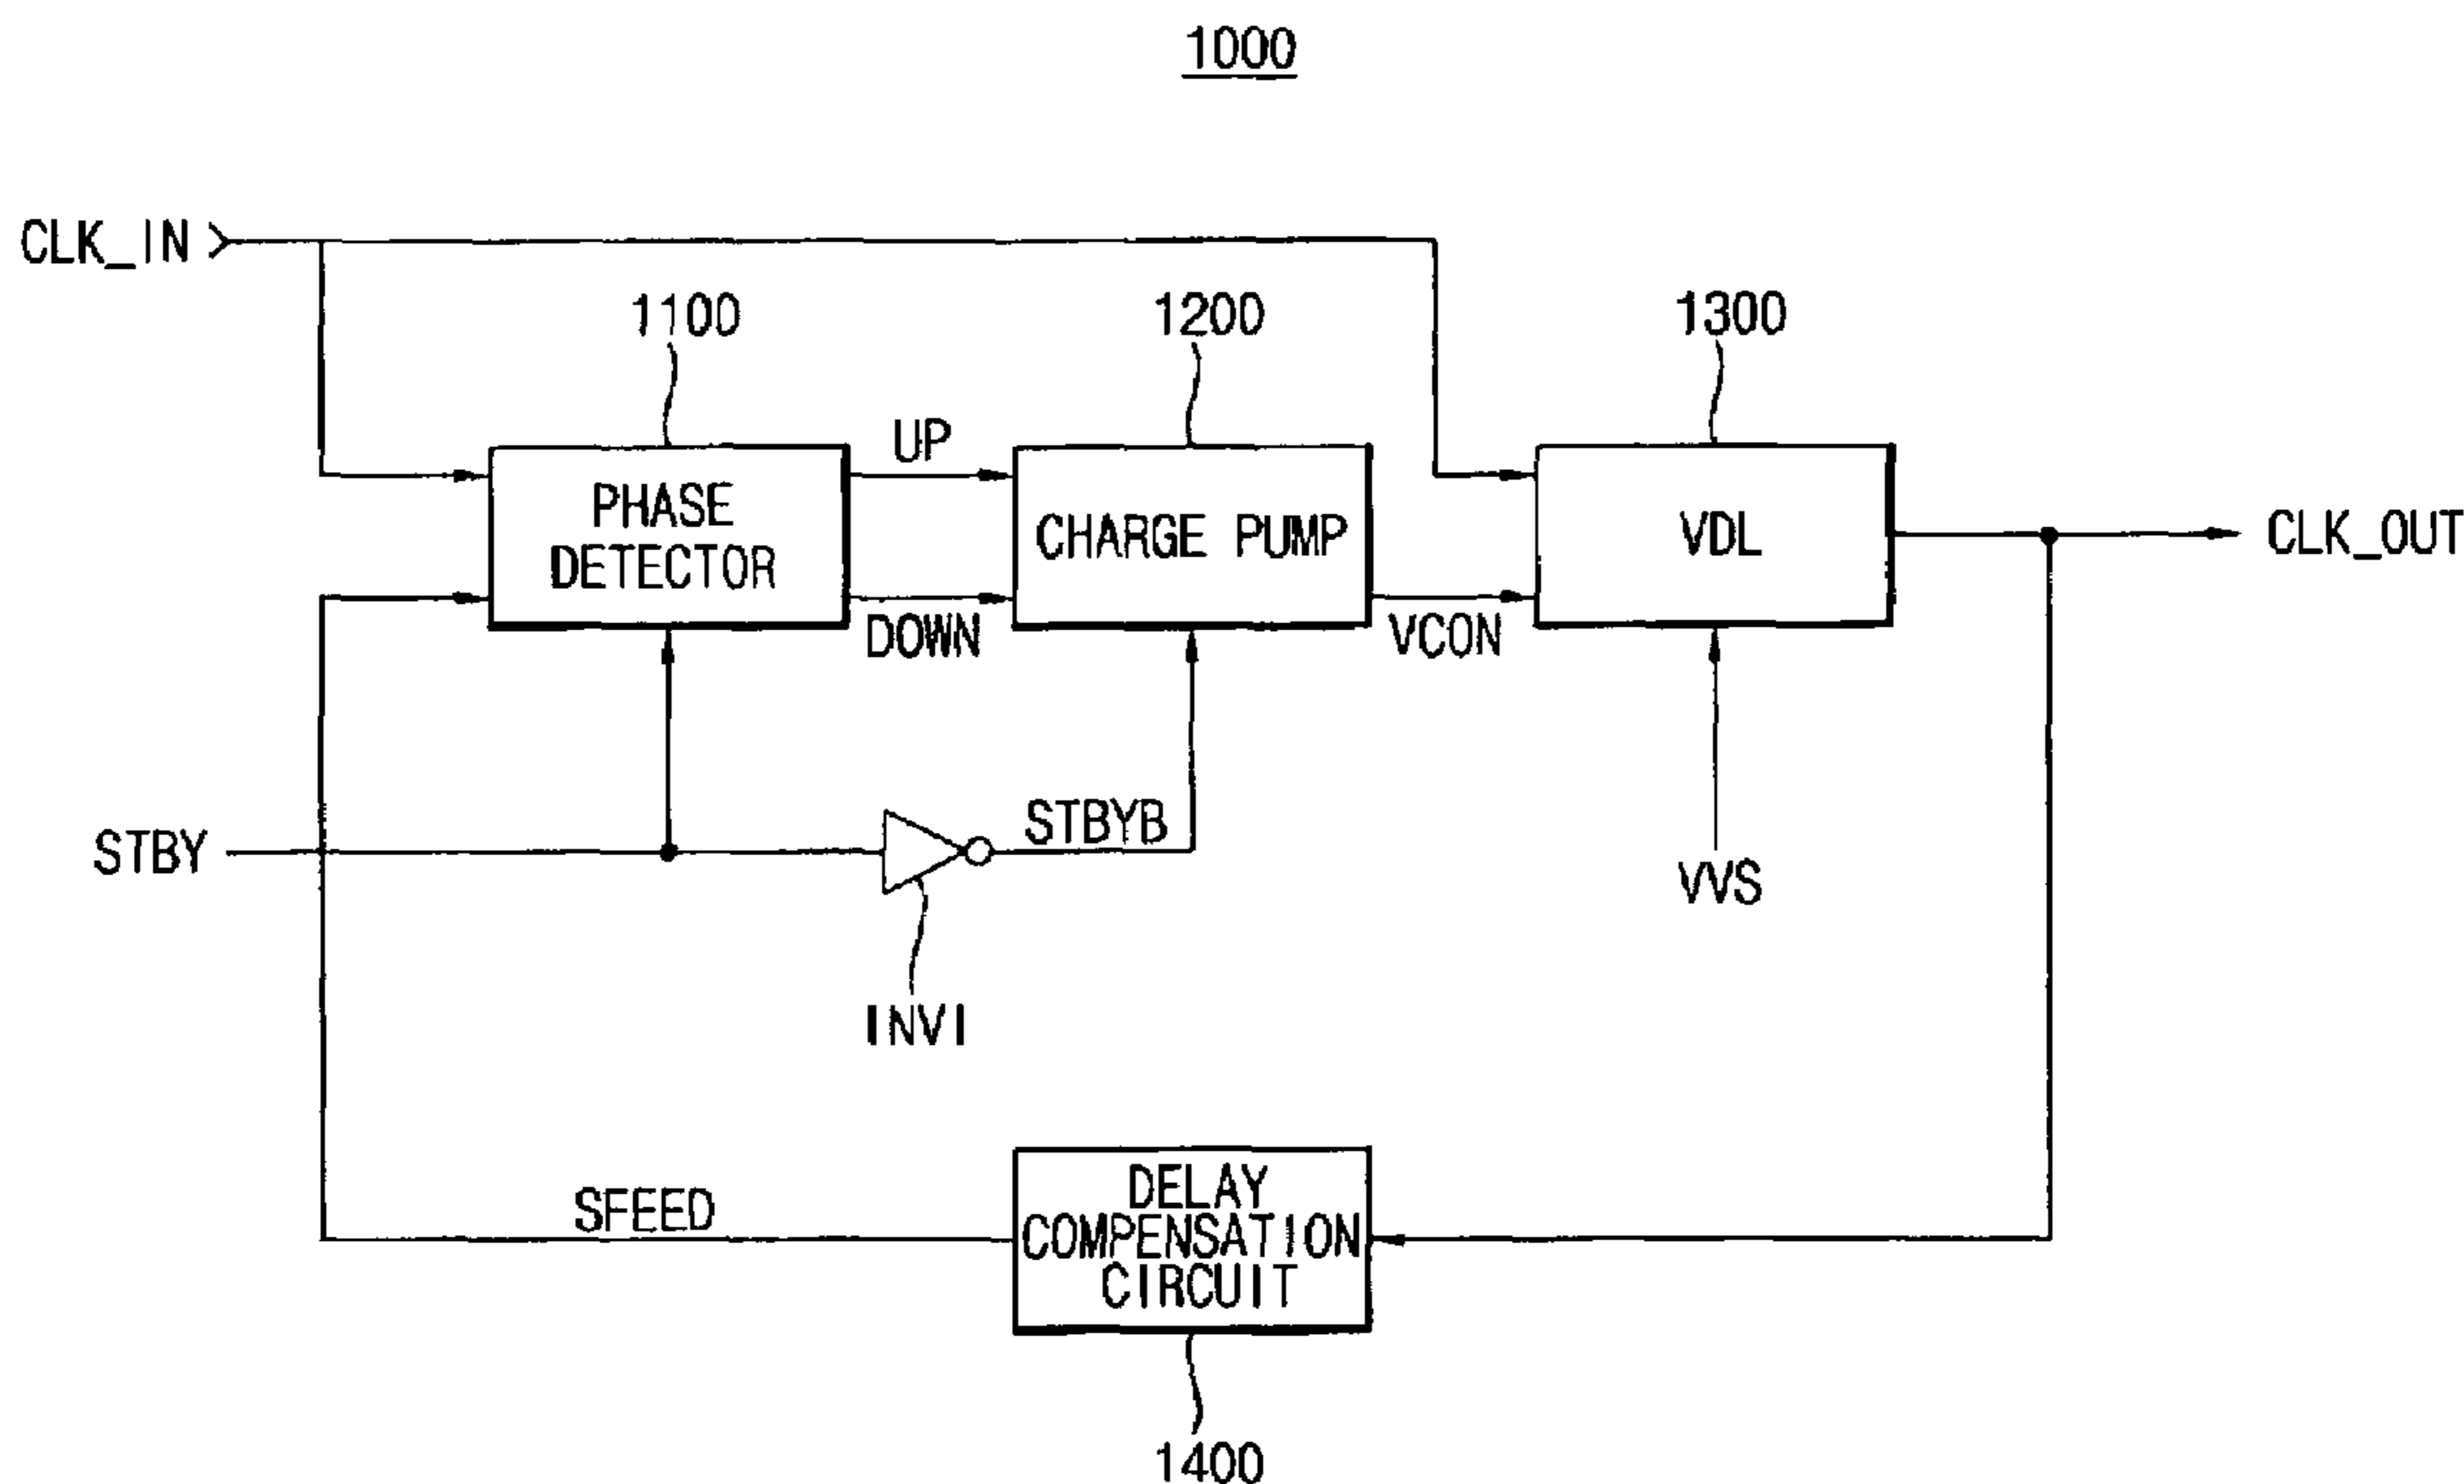 1000
CLK_IN
1100
1200
1300
UP
PHASE
DETECTOR
CHARGE PUMP
VDL
CLK_OUT
DOWN
VCON
STBY
STBYB
VVS
INV1
DELAY
COMPENSATION
CIRCUIT
SFEED
1400